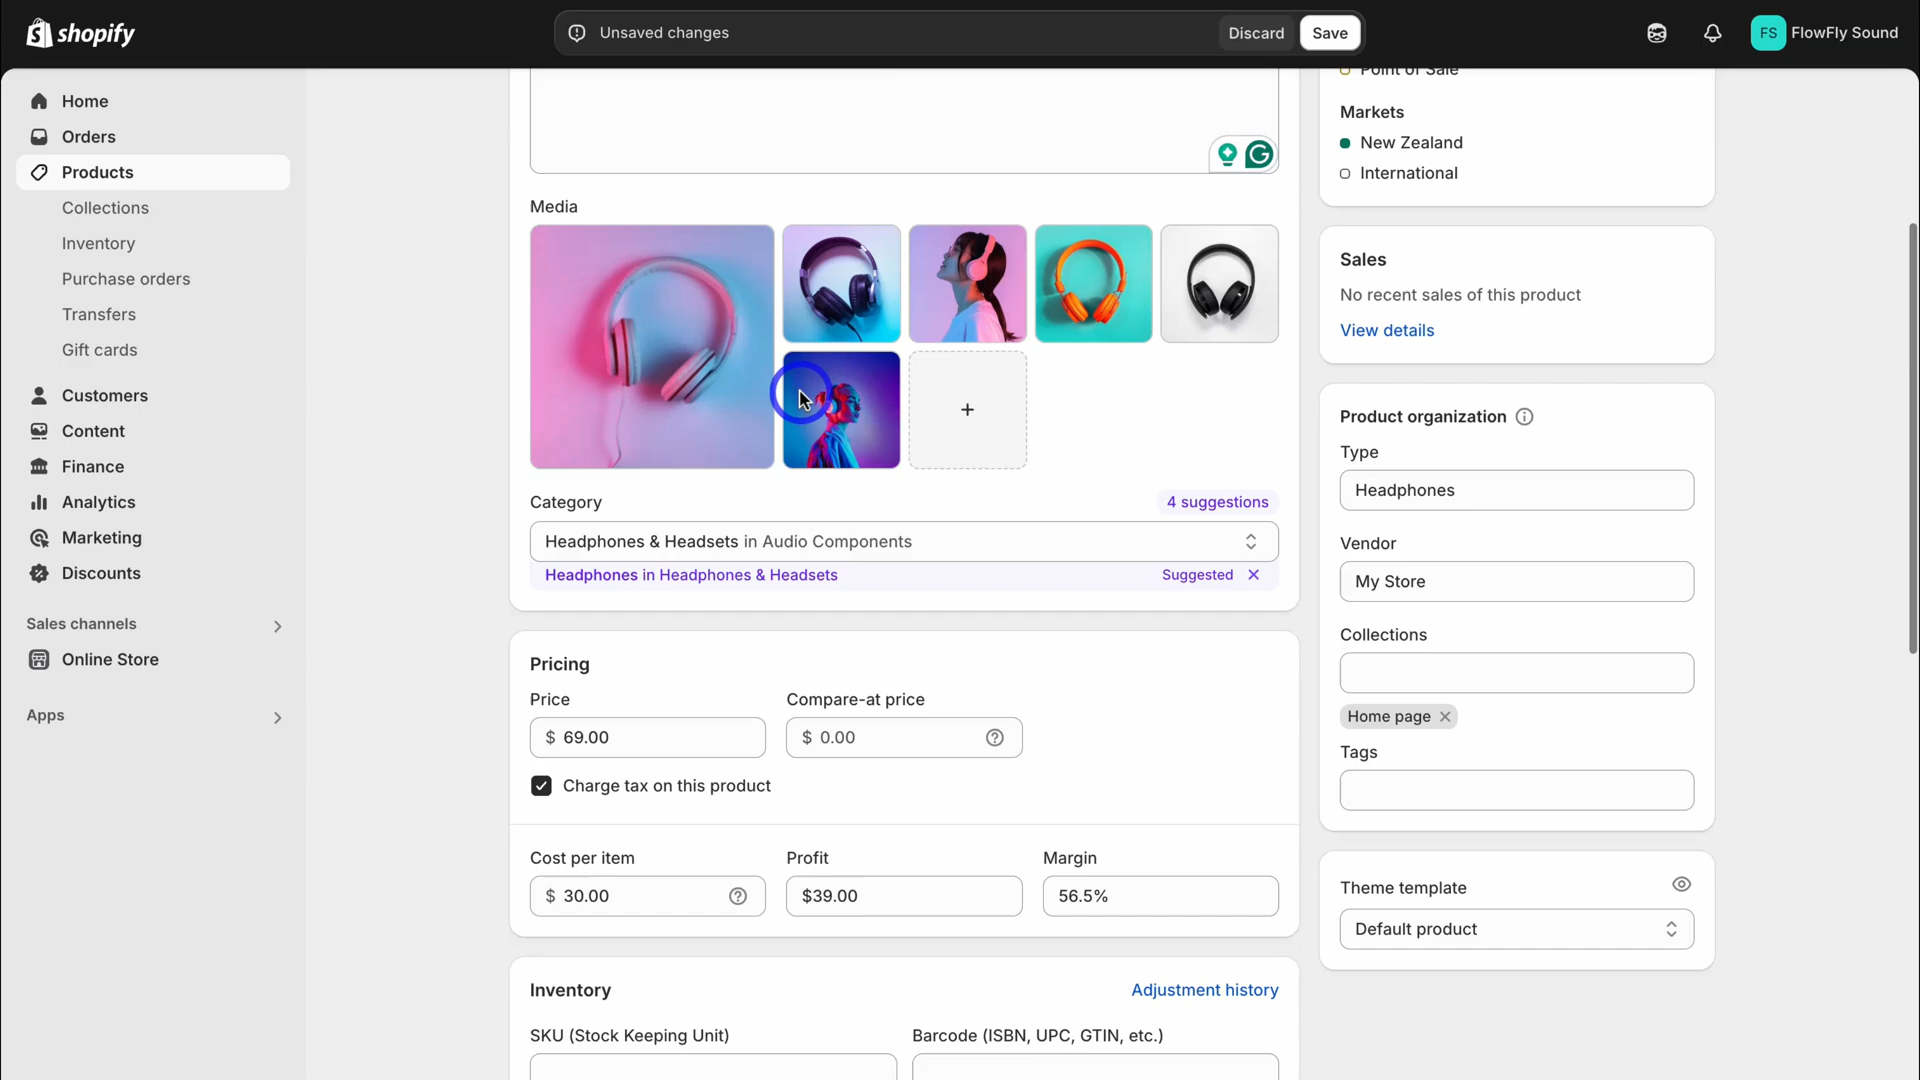 shopify
Unsaved changes
Discard
Save
FS
FlowFly Sound
Home
Orders
Products
Collections
Inventory
Purchase orders
Transfers
Gift cards
Customers
Content
Finance
Analytics
Marketing
Discounts
Sales channels
Online Store
Apps
Media
+
Category
4 suggestions
Headphones & Headsets in Audio Components
Headphones in Headphones & Headsets
Suggested
Pricing
Price
Compare-at price
$ 69.00
$ 0.00
Charge tax on this product
Cost per item
Profit
Margin
$ 30.00
$39.00
56.5%
Inventory
Adjustment history
SKU (Stock Keeping Unit)
Barcode (ISBN, UPC, GTIN, etc.)
Point of Sale
Markets
New Zealand
International
Sales
No recent sales of this product
View details
Product organization
Type
Headphones
Vendor
My Store
Collections
Home page
Tags
Theme template
Default product